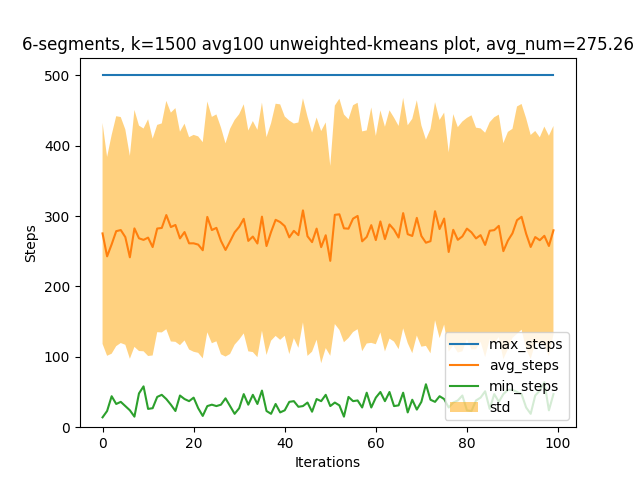 6-segments, k=1500 avg100 unweighted-kmeans plot, avg_num=275.26
500
400
300
200
100
0
Steps
max_steps
avg_steps
min_steps
std
0 20 40 60 80 100
Iterations